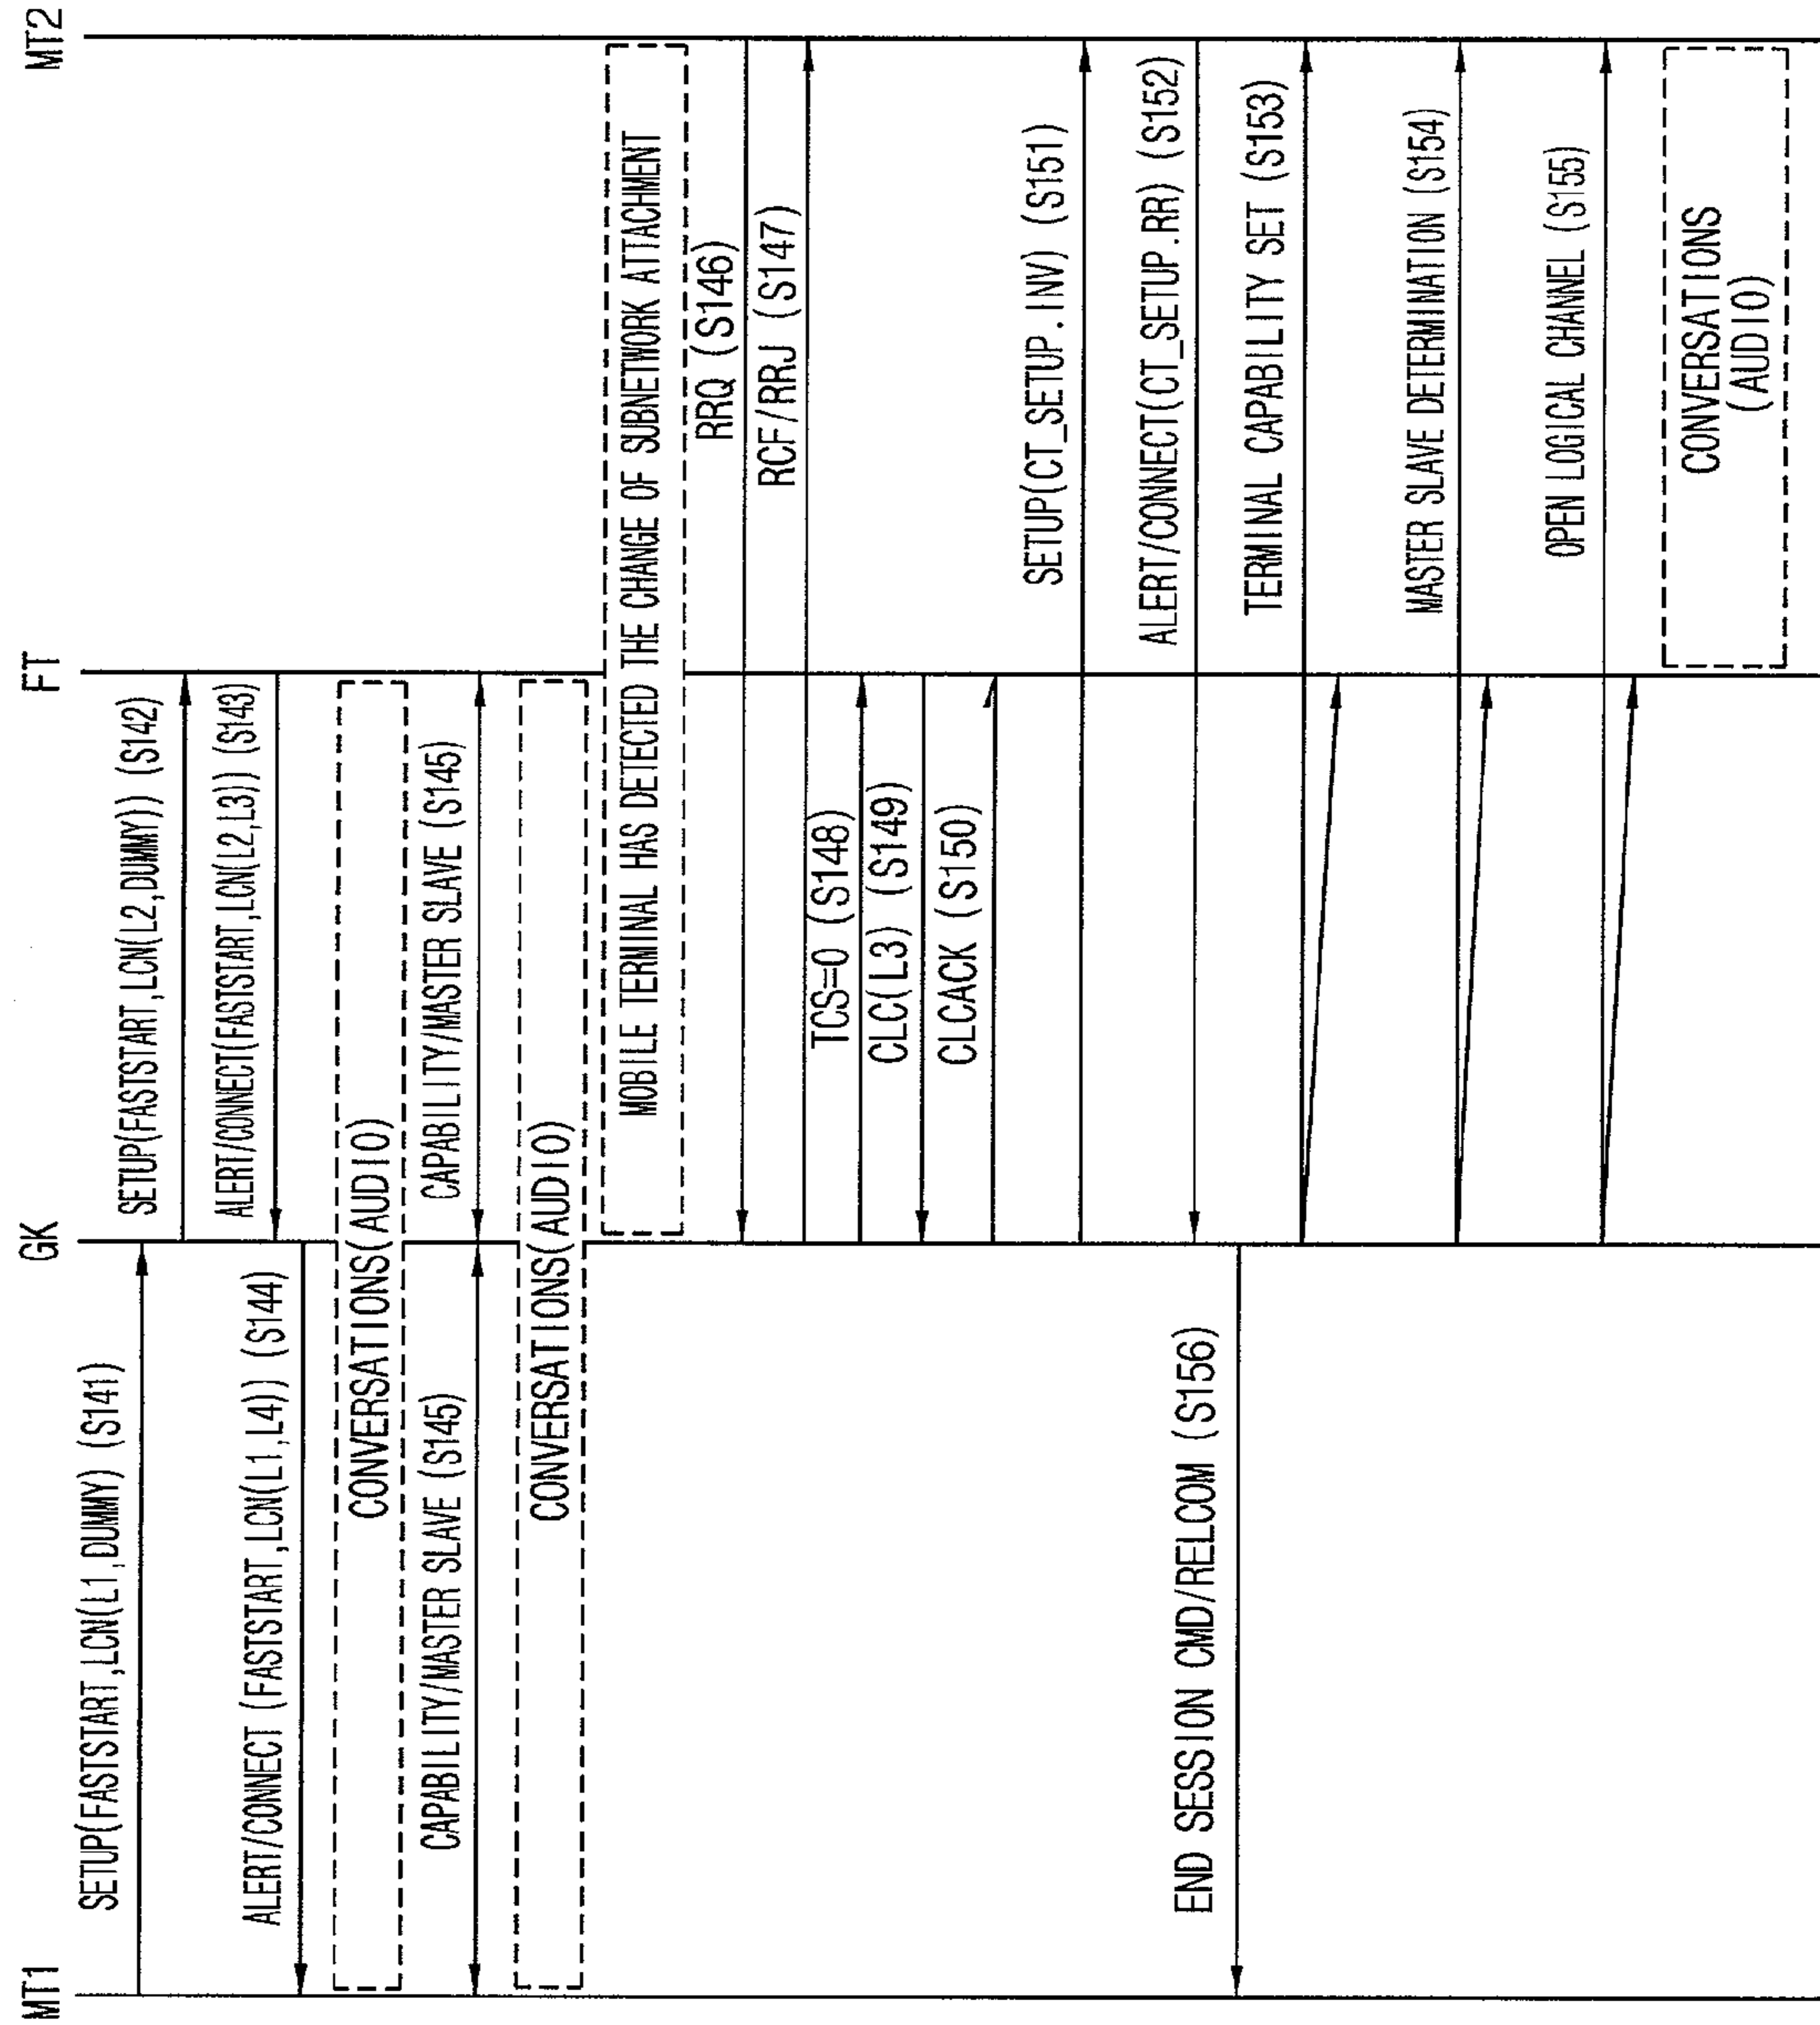 MT1
GK
FT
MT2
SETUP(FASTSTART,LCN(L1,DUMMY) (S141)
SETUP(FASTSTART,LCN(L2,DUMMY)) (S142)
ALERT/CONNECT(FASTSTART,LCN(L2,L3)) (S143)
ALERT/CONNECT (FASTSTART,LCN(L1,L4)) (S144)
CONVERSATIONS(AUDIO)
CAPABILITY/MASTER SLAVE (S145)
CAPABILITY/MASTER SLAVE (S145)
CONVERSATIONS(AUDIO)
MOBILE TERMINAL HAS DETECTED THE CHANGE OF SUBNETWORK ATTACHMENT
RRQ (S146)
RCF/RRJ (S147)
TCS=0 (S148)
CLC(L3) (S149)
CLCACK (S150)
SETUP(CT_SETUP.INV) (S151)
ALERT/CONNECT(CT_SETUP.RR) (S152)
END SESSION CMD/RELCOM (S156)
TERMINAL CAPABILITY SET (S153)
MASTER SLAVE DETERMINATION (S154)
OPEN LOGICAL CHANNEL (S155)
CONVERSATIONS
(AUDIO)